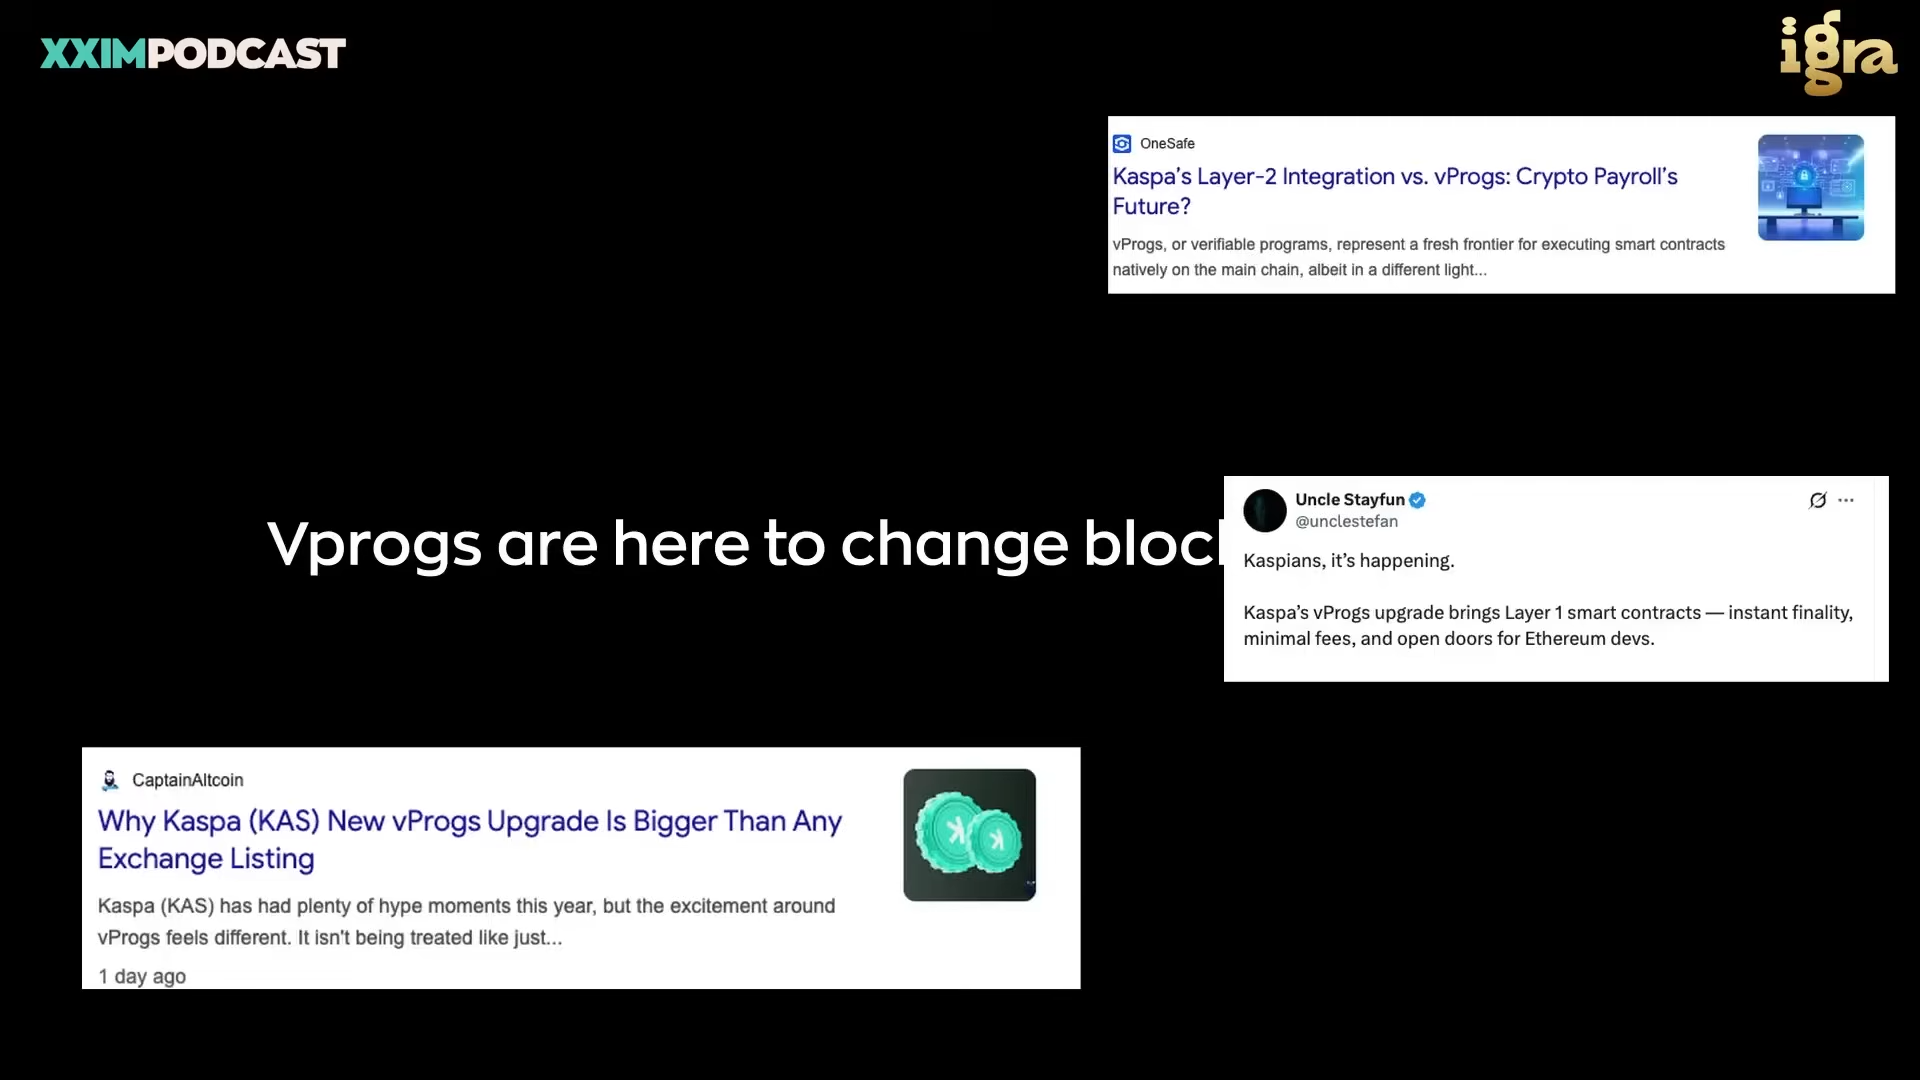 XXIMPODCAST
igra
OneSafe
Kaspa's Layer-2 Integration vs. vProgs: Crypto Payroll's
Future?
vProgs, or verifiable programs, represent a fresh frontier for executing smart contracts
natively on the main chain, albeit in a different light...
Vprogs are here to change bloc
Uncle Stayfun
@unclestefan
Kaspians, it's happening.
Kaspa's vProgs upgrade brings Layer 1 smart contracts — instant finality,
minimal fees, and open doors for Ethereum devs.
CaptainAltcoin
Why Kaspa (KAS) New vProgs Upgrade Is Bigger Than Any
Exchange Listing
Kaspa (KAS) has had plenty of hype moments this year, but the excitement around
vProgs feels different. It isn't being treated like just...
1 day ago